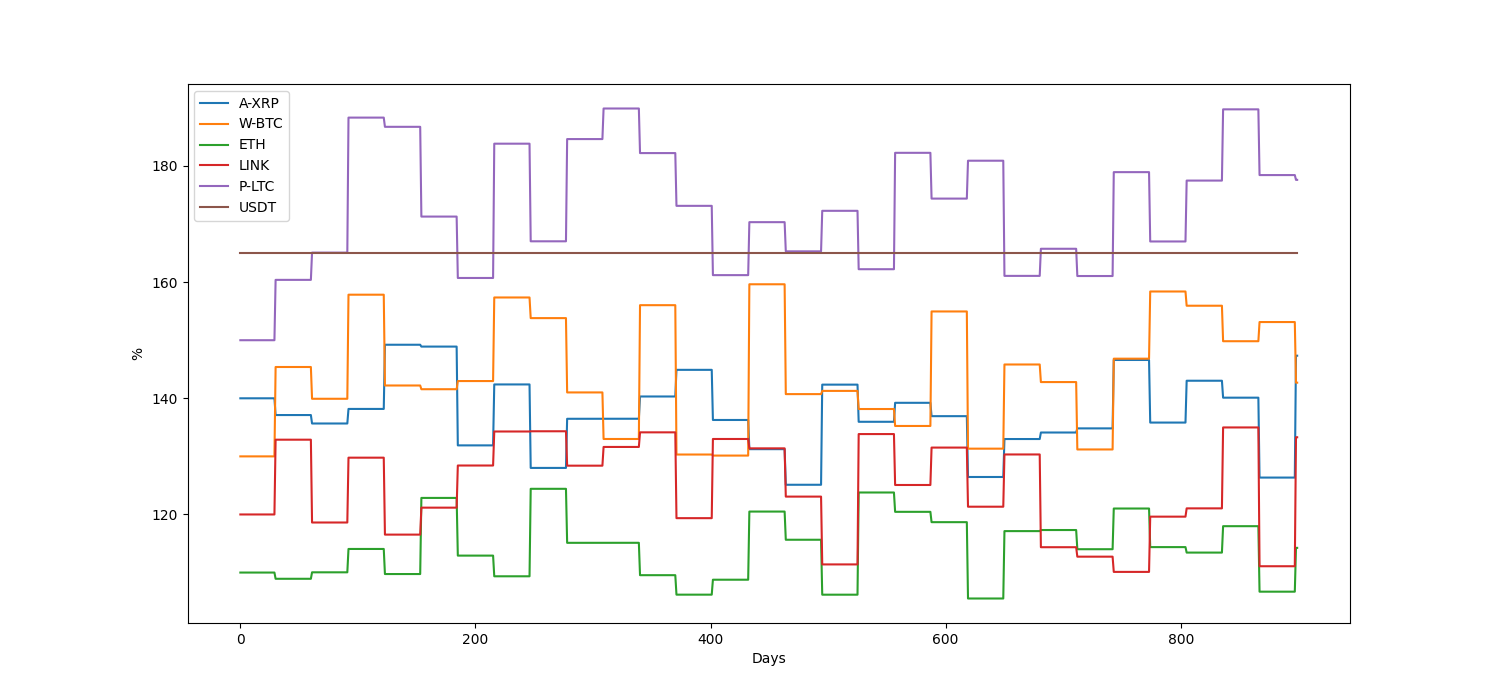 A-XRP
W-BTC
ETH
LINK
P-LTC
USDT
180
160
140
120
%
0 200 400 600 800
Days